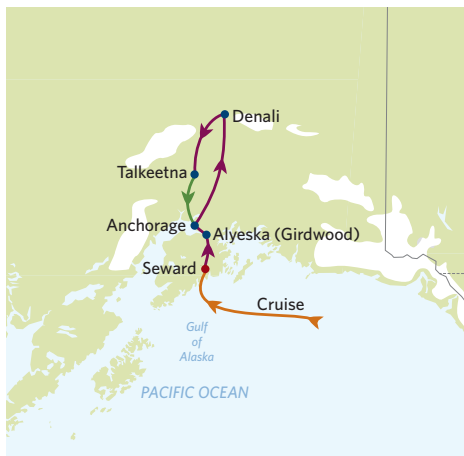 Denali
Talkeetna
Anchorage
Alyeska (Girdwood)
Seward
Cruise
Gulf
of
Alaska
PACIFIC OCEAN